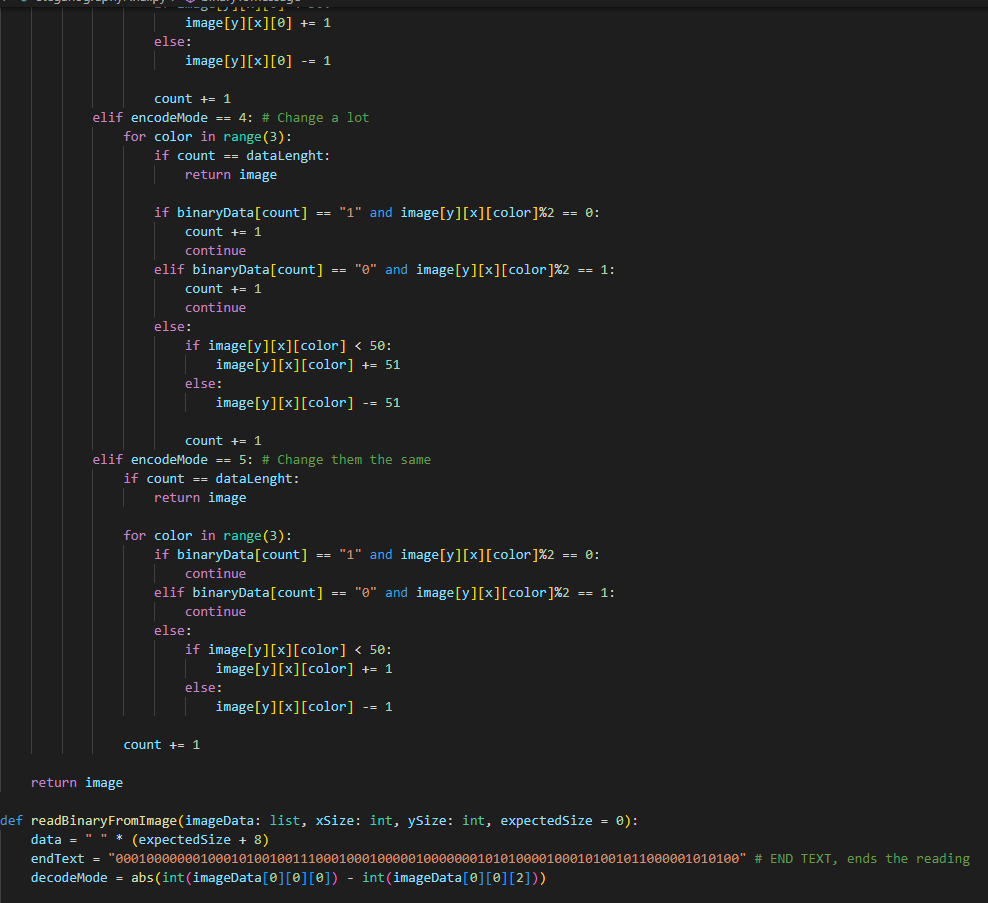 image[y][x][0] += 1
else:
image[y][x][0] -= 1
count += 1
elif encodeMode == 4: # Change a lot
for color in range(3):
if count == dataLenght:
return image
if binaryData[count] == "1" and image[y][x][color]%2 == 0:
count += 1
continue
elif binaryData[count] == "0" and image[y][x][color]%2 == 1:
count += 1
continue
else:
if image[y][x][color] < 50:
image[y][x][color] += 51
else:
image[y][x][color] -= 51
count += 1
elif encodeMode == 5: # Change them the same
if count == dataLenght:
return image
for color in range(3):
if binaryData[count] == "1" and image[y][x][color]%2 == 0:
continue
elif binaryData[count] == "0" and image[y][x][color]%2 == 1:
continue
else:
if image[y][x][color] < 50:
image[y][x][color] += 1
else:
image[y][x][color] -= 1
count += 1
return image
def readBinaryFromImage(imageData: list, xSize: int, ySize: int, expectedSize = 0):
data = " " * (expectedSize + 8)
endText = # END TEXT, ends the reading
decodeMode = abs(int(imageData[0][0][0]) - int(imageData[0][0][2]))